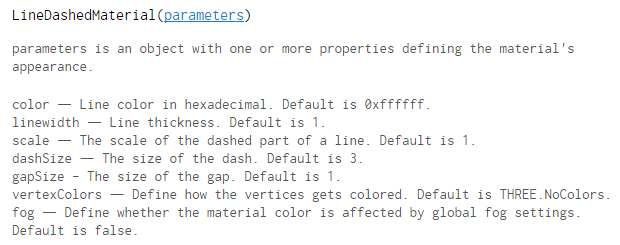 LineDashedMaterial(parameters)
parameters is an object with one or more properties defining the material's
appearance.
color — Line color in hexadecimal. Default is 0xffffff.
linewidth — Line thickness. Default is 1.
scale — The scale of the dashed part of a line. Default is 1.
dashSize — The size of the dash. Default is 3.
gapSize - The size of the gap. Default is 1.
vertexColors — Define how the vertices gets colored. Default is THREE.NoColors.
fog — Define whether the material color is affected by global fog settings.
Default is false.